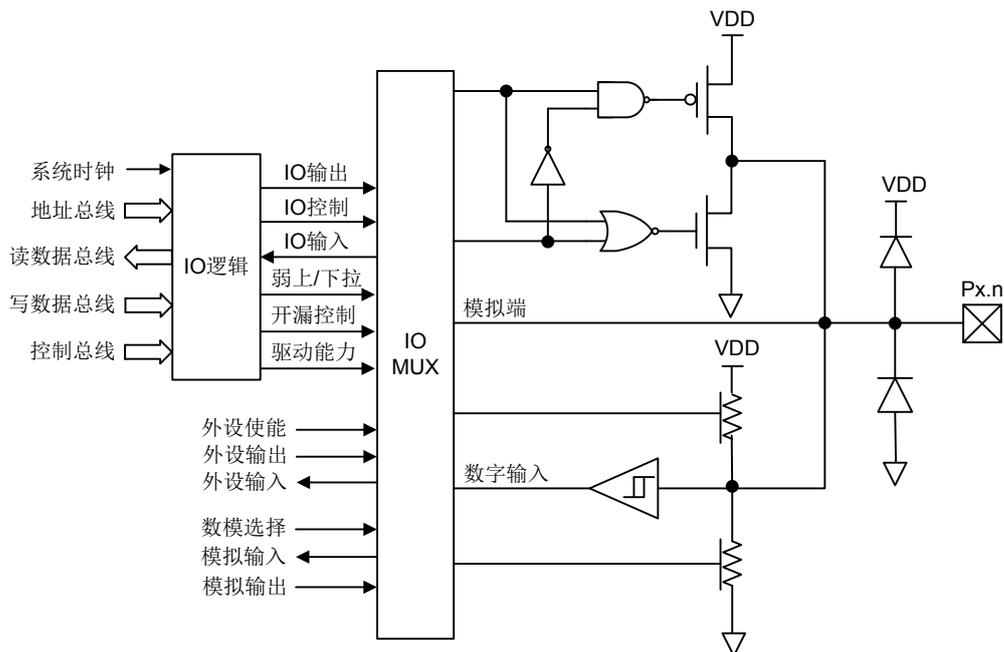 VDD
系统时钟
地址总线
读数据总线
写数据总线
控制总线
IO逻辑
IO输出
IO控制
IO输入
弱上/下拉
开漏控制
驱动能力
外设使能
外设输出
外设输入
数模选择
模拟输入
模拟输出
IO
MUX
模拟端
VDD
数字输入
VDD
Px.n